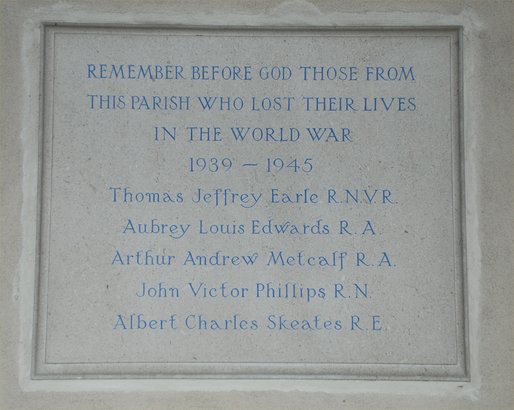 REMEMBER BEFORE GOD THOSE FROM
THIS PARISH WHO LOST THEIR LIVES
IN THE WORLD WAR
1939 – 1945
Thomas Jeffrey Earle R.N.V.R.
Aubrey Louis Edwards R.A.
Arthur Andrew Metcalf R.A.
John Victor Phillips R.N.
Albert Charles Skeates R.E.